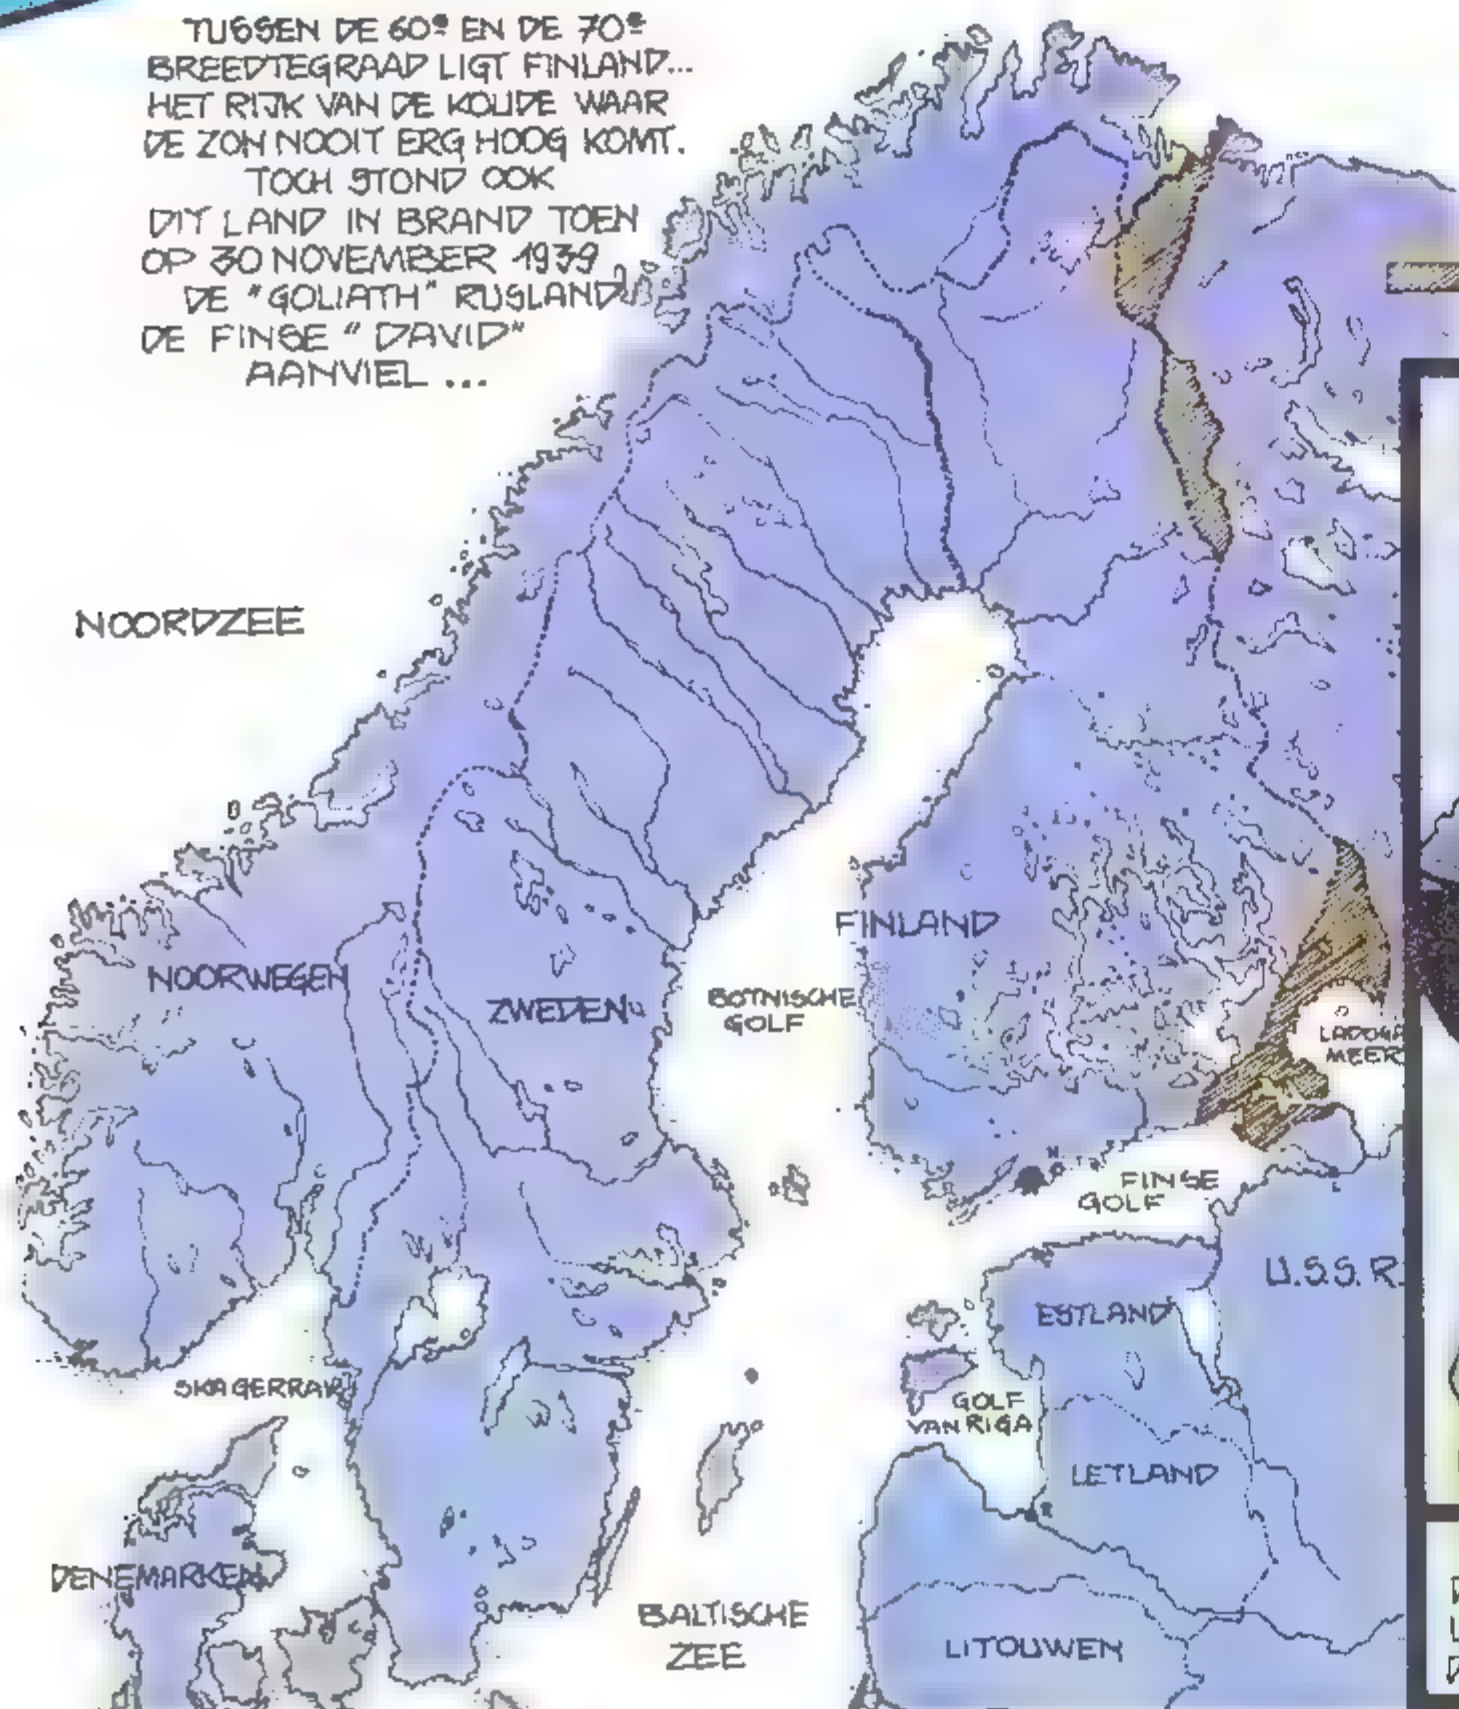 TUSSEN DE 60e EN DE 70e
BREEDTEGRAAD LIGT FINLAND...
HET RIJK VAN DE KOUDE WAAR
DE ZON NOOIT ERG HOOG KOMT.
TOCH STOND OOK
DIT LAND IN BRAND TOEN
OP 30 NOVEMBER 1939
DE "GOLIATH" RUSLAND
DE FINSE "DAVID"
AANVIEL ...
NOORDZEE
FINLAND
NOORWEGEN
ZWEDEN
BOTNISCHE
GOLF
LADOGA
MEER
FINSE
GOLF
U.S.S.R.
ESTLAND
SKAGERRAK
GOLF
VAN RIGA
LETLAND
DENEMARKEN
BALTISCHE
ZEE
LITOUWEN